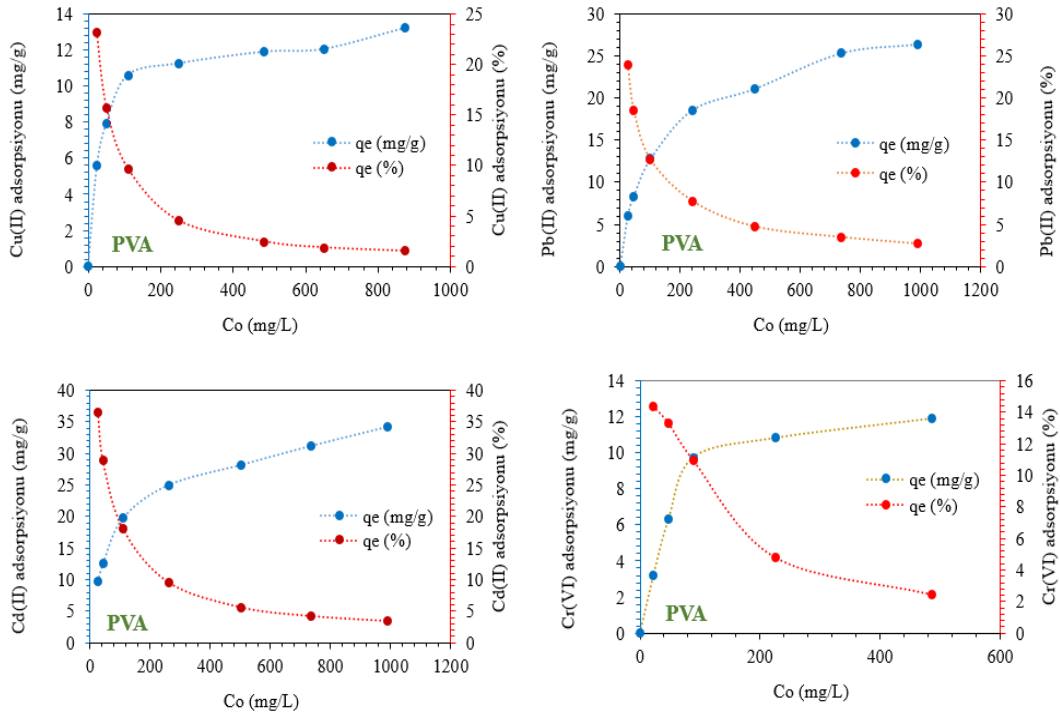 Cu(II) adsorpsiyonu (mg/g)
14
12
10
8
6
4
2
0
25
20
15
10
5
0
Cu(II) adsorpsiyonu (%)
qe (mg/g)
qe (%)
PVA
0 200 400 600 800 1000
Co (mg/L)
Pb(II) adsorpsiyonu (mg/g)
30
25
20
15
10
5
0
30
25
20
15
10
5
0
Pb(II) adsorpsiyonu (%)
qe (mg/g)
qe (%)
PVA
0 200 400 600 800 1000 1200
Co (mg/L)
Cd(II) adsorpsiyonu (mg/g)
40
35
30
25
20
15
10
5
0
40
35
30
25
20
15
10
5
0
Cd(II) adsorpsiyonu (%)
qe (mg/g)
qe (%)
PVA
0 200 400 600 800 1000 1200
Co (mg/L)
Cr(VI) adsorpsiyonu (mg/g)
14
12
10
8
6
4
2
0
16
14
12
10
8
6
4
2
0
Cr(VI) adsorpsiyonu (%)
qe (mg/g)
qe (%)
PVA
0 200 400 600
Co (mg/L)